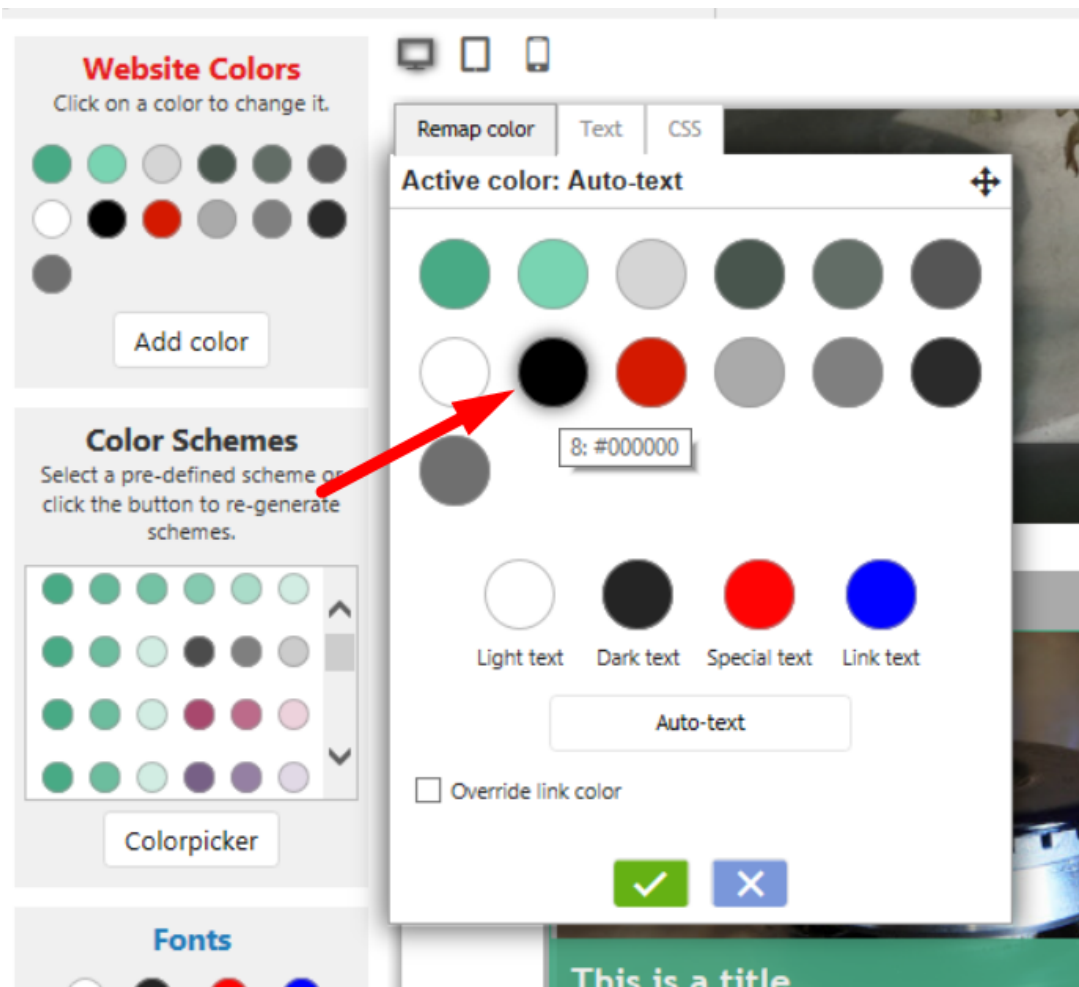 Website Colors
Click on a color to change it.
Add color
Color Schemes
Select a pre-defined scheme or
click the button to re-generate
schemes.
Colorpicker
Fonts
Remap color
Text
CSS
Active color: Auto-text
8: #000000
Light text
Dark text
Special text
Link text
Auto-text
Override link color
This is a title